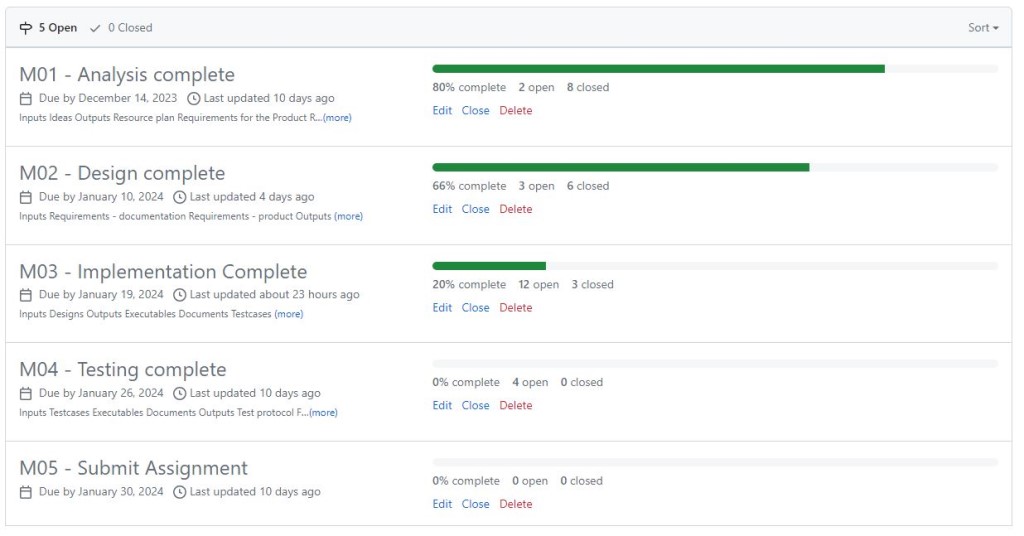 5 Open 0 Closed Sort
M01 - Analysis complete
Due by December 14, 2023 Last updated 10 days ago
Inputs Ideas Outputs Resource plan Requirements for the Product R...(more)
80% complete 2 open 8 closed
Edit Close Delete
M02 - Design complete
Due by January 10, 2024 Last updated 4 days ago
Inputs Requirements - documentation Requirements - product Outputs (more)
66% complete 3 open 6 closed
Edit Close Delete
M03 - Implementation Complete
Due by January 19, 2024 Last updated about 23 hours ago
Inputs Designs Outputs Executables Documents Testcases (more)
20% complete 12 open 3 closed
Edit Close Delete
M04 - Testing complete
Due by January 26, 2024 Last updated 10 days ago
Inputs Testcases Executables Documents Outputs Test protocol F...(more)
0% complete 4 open 0 closed
Edit Close Delete
M05 - Submit Assignment
Due by January 30, 2024 Last updated 10 days ago
0% complete 0 open 0 closed
Edit Close Delete